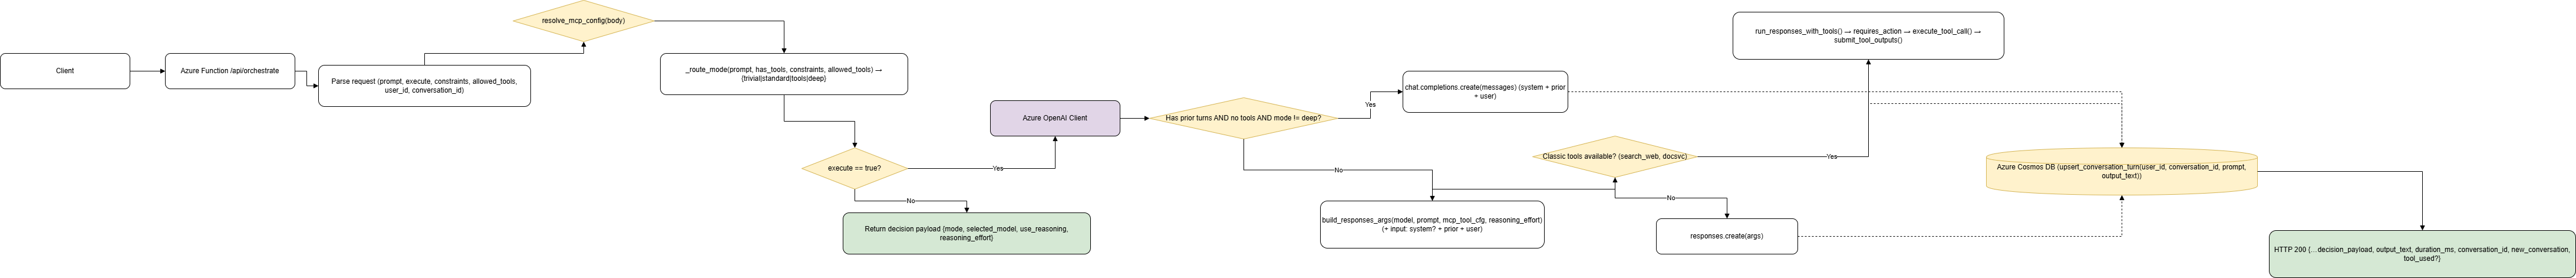 Client
Azure Function /api/orchestrate
Parse request (prompt, execute, constraints, allowed_tools,
user_id, conversation_id)
resolve_mcp_config(body)
_route_mode(prompt, has_tools, constraints, allowed_tools) →
{trivial|standard|tools|deep}
execute == true?
Yes
No
Return decision payload {mode, selected_model, use_reasoning,
reasoning_effort}
Azure OpenAI Client
Has prior turns AND no tools AND mode != deep?
Yes
No
chat.completions.create(messages) (system + prior
+ user)
build_responses_args(model, prompt, mcp_tool_cfg, reasoning_effort)
(+ input: system? + prior + user)
Classic tools available? (search_web, docsvc)
Yes
No
run_responses_with_tools() → requires_action → execute_tool_call() →
submit_tool_outputs()
responses.create(args)
Azure Cosmos DB (upsert_conversation_turn(user_id, conversation_id, prompt,
output_text))
HTTP 200 {...decision_payload, output_text, duration_ms, conversation_id, new_conversation,
tool_used?}